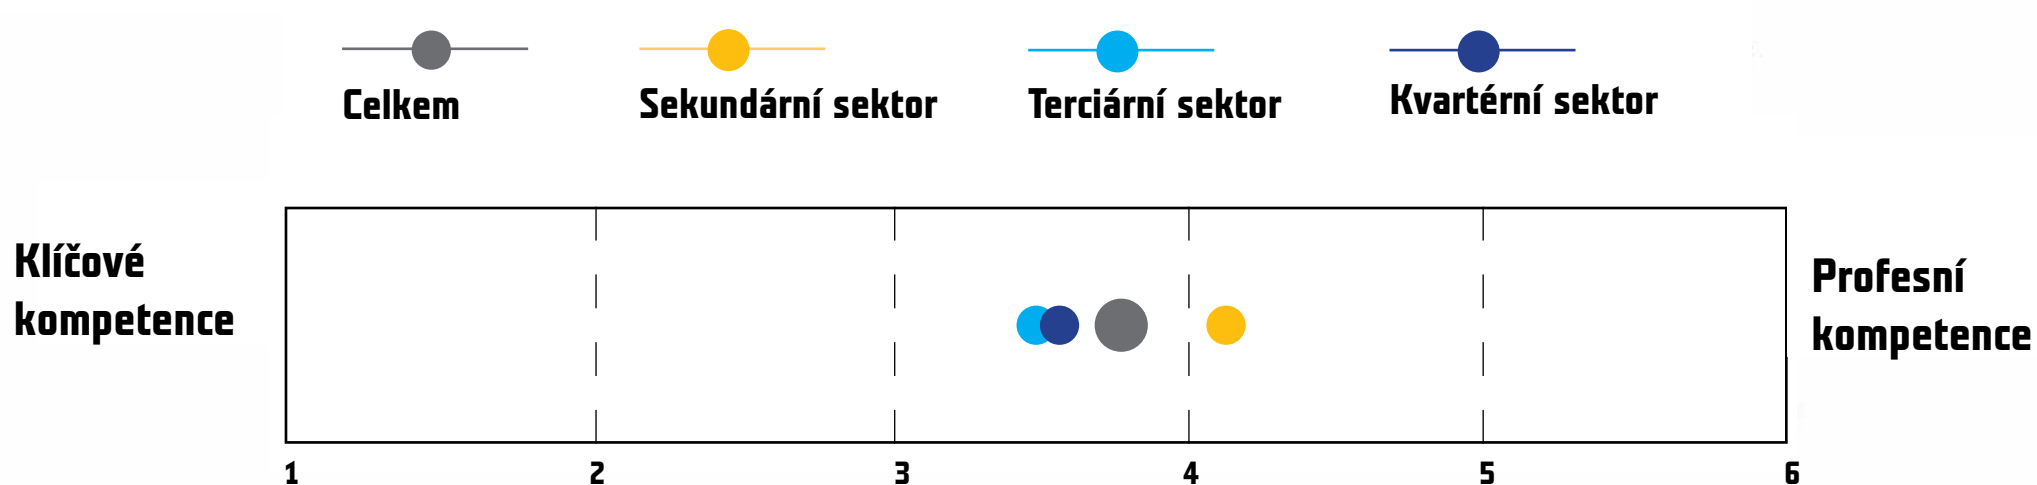 Celkem
Sekundární sektor
Terciární sektor
Kvartérní sektor
Klíčové
kompetence
Profesní
kompetence
1 2 3 4 5 6